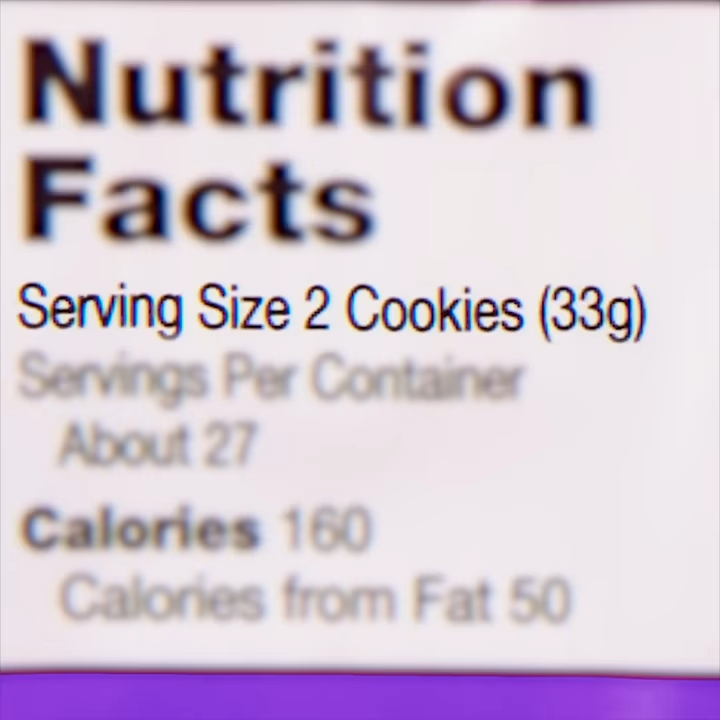 Nutrition
Facts
Serving Size 2 Cookies (33g)
Servings Per Container
About 27
Calories 160
Calories from Fat 50